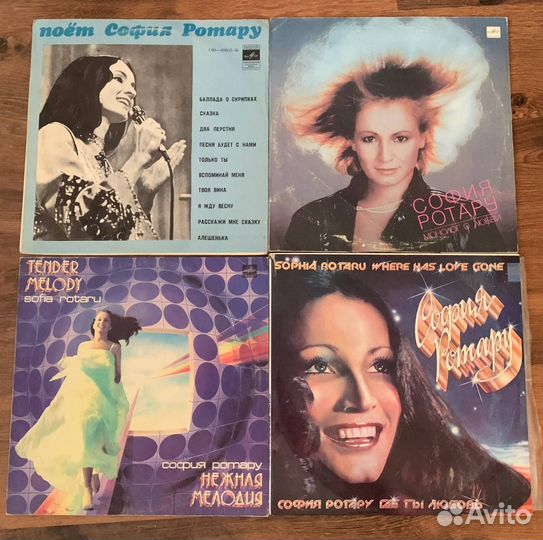 поёт София Ротару
БАЛЛАДА О СКРИПКАХ
СКАЗКА
ДВА ПЕРСТНЯ
ПЕСНЯ БУДЕТ С НАМИ
ТОЛЬКО ТЫ
ВСПОМИНАЙ МЕНЯ
ТВОЯ ВИНА
Я ЖДУ ВЕСНУ
РАССКАЖИ МНЕ СКАЗКУ
АЛЕШЕНЬКА
СОФИЯ
РОТАРУ
МОНОЛОГ О ЛЮБВИ
TENDER
MELODY
sofia rotaru
софия ротару
НЕЖНАЯ
МЕЛОДИЯ
SOPHIA ROTARU WHERE HAS LOVE GONE
София
Ротару
СОФИЯ РОТАРУ ГДЕ ТЫ ЛЮБОВЬ
Avito